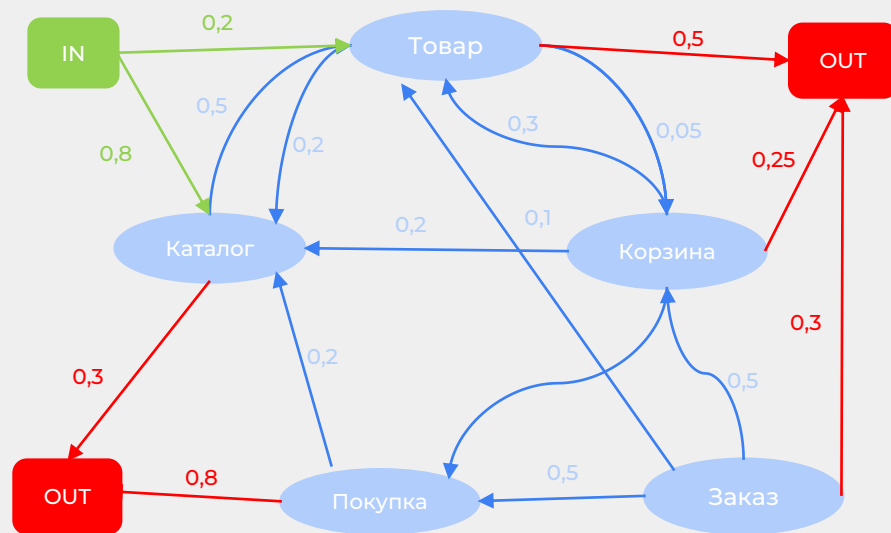 0,2
IN
Товар
0,5
OUT
0,5
0,3
0,05
0,2
0,8
0,25
0,2
0,1
Каталог
Корзина
0,3
0,2
0,3
0,5
0,8
0,5
OUT
Покупка
Заказ